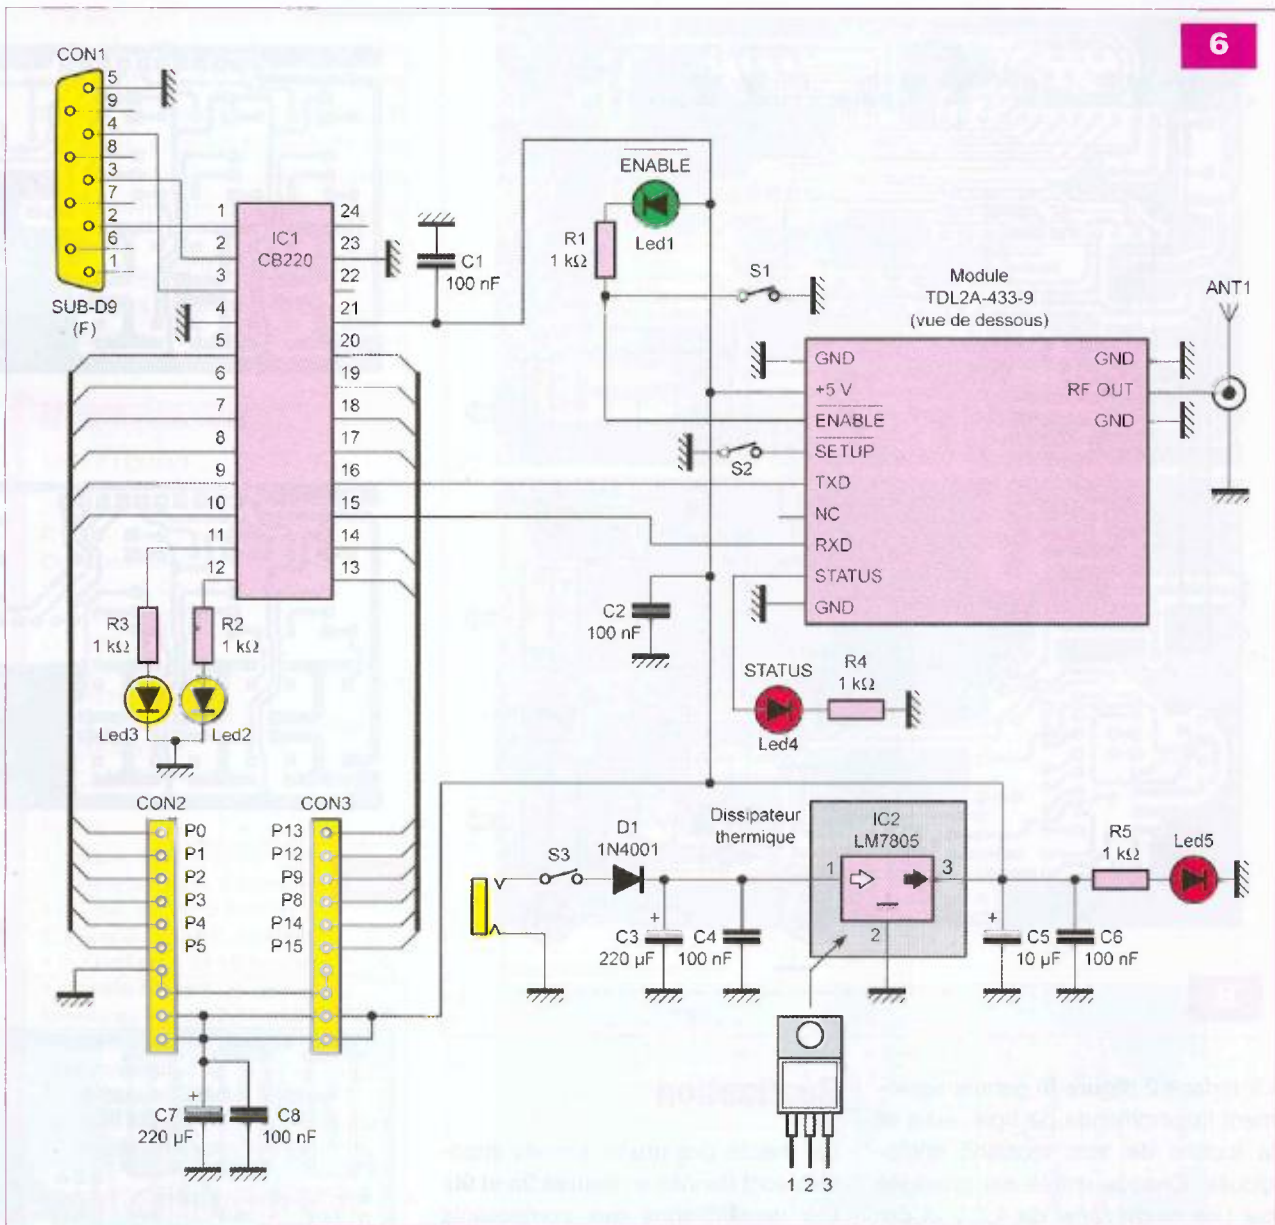 6
CON1
5
9
4
8
3
7
2
6
1
SUB-D9
(F)
1
2
3
4
5
6
7
8
9
10
11
12
IC1
CB220
24
23
22
21
20
19
18
17
16
15
14
13
C1
100 nF
ENABLE
Led1
R1
1 kΩ
S1
Module
TDL2A-433-9
(vue de dessous)
ANT1
GND
+5 V
ENABLE
SETUP
TXD
NC
RXD
STATUS
GND
GND
RF OUT
GND
S2
C2
100 nF
R3
1 kΩ
R2
1 kΩ
Led3
Led2
STATUS
R4
1 kΩ
Led4
CON2
P0
P1
P2
P3
P4
P5
CON3
P13
P12
P9
P8
P14
P15
S3
D1
1N4001
Dissipateur
thermique
IC2
LM7805
1
3
2
R5
1 kΩ
Led5
+
C3
220 µF
C4
100 nF
+
C5
10 µF
C6
100 nF
+
C7
220 µF
C8
100 nF
1 2 3